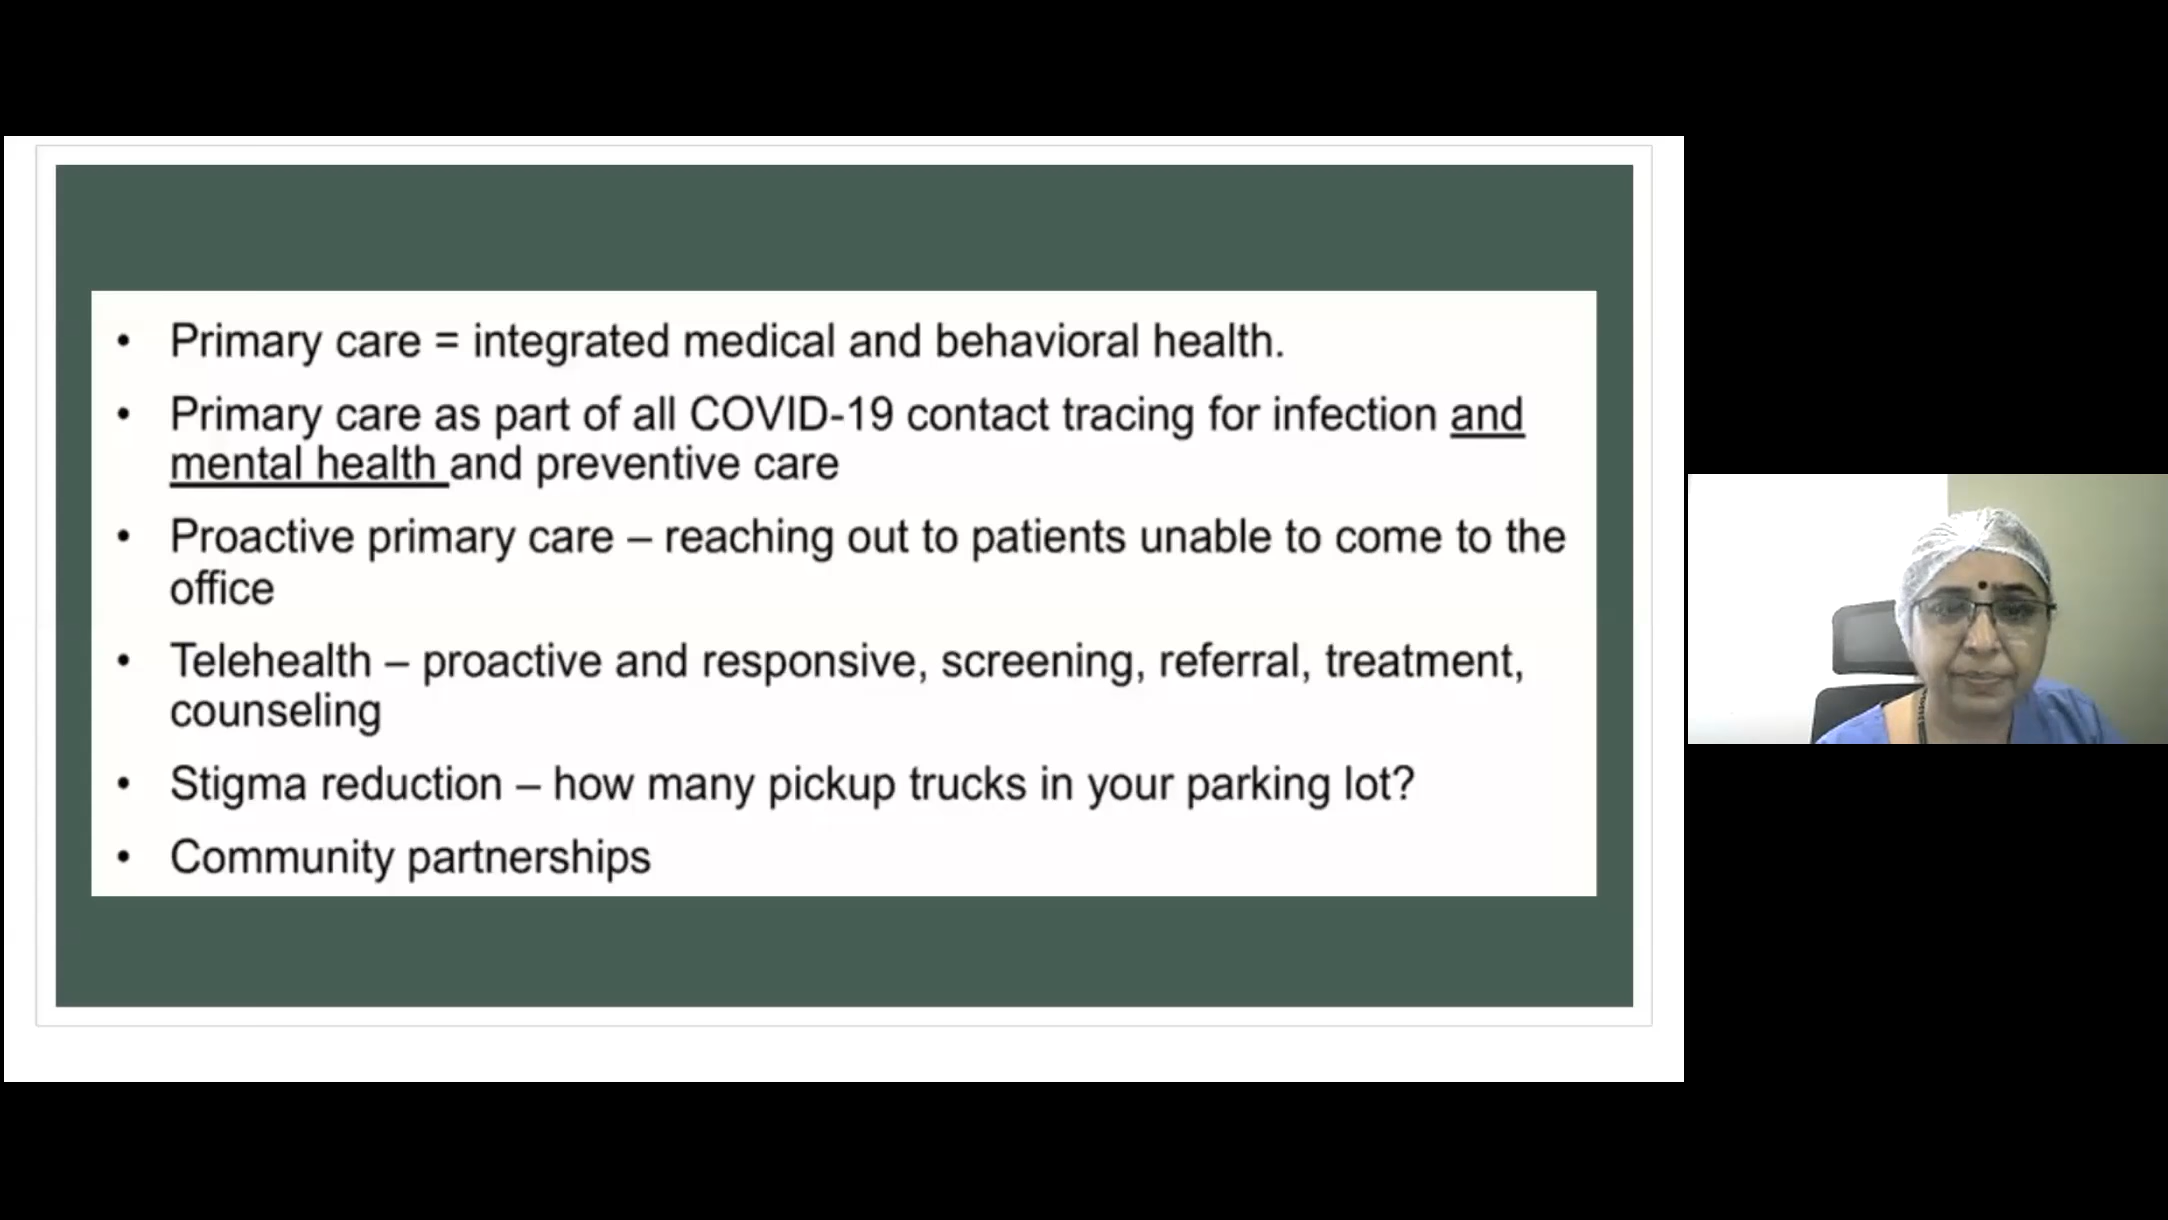 • Primary care = integrated medical and behavioral health.
• Primary care as part of all COVID-19 contact tracing for infection and
mental health and preventive care
• Proactive primary care – reaching out to patients unable to come to the
office
• Telehealth – proactive and responsive, screening, referral, treatment,
counseling
• Stigma reduction – how many pickup trucks in your parking lot?
• Community partnerships